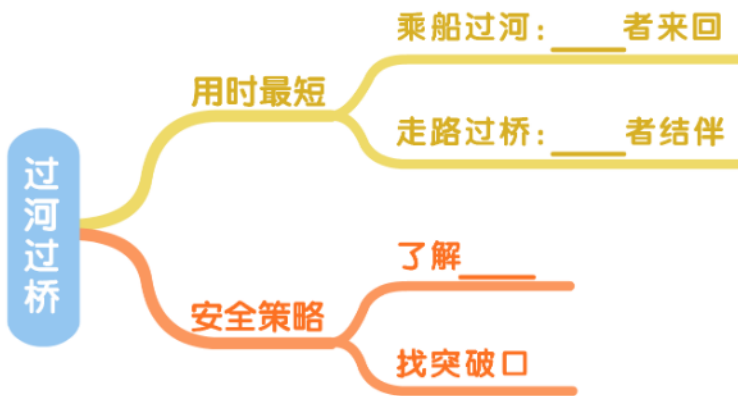 过河过桥
用时最短
乘船过河：____者来回
走路过桥：____者结伴
安全策略
了解____
找突破口